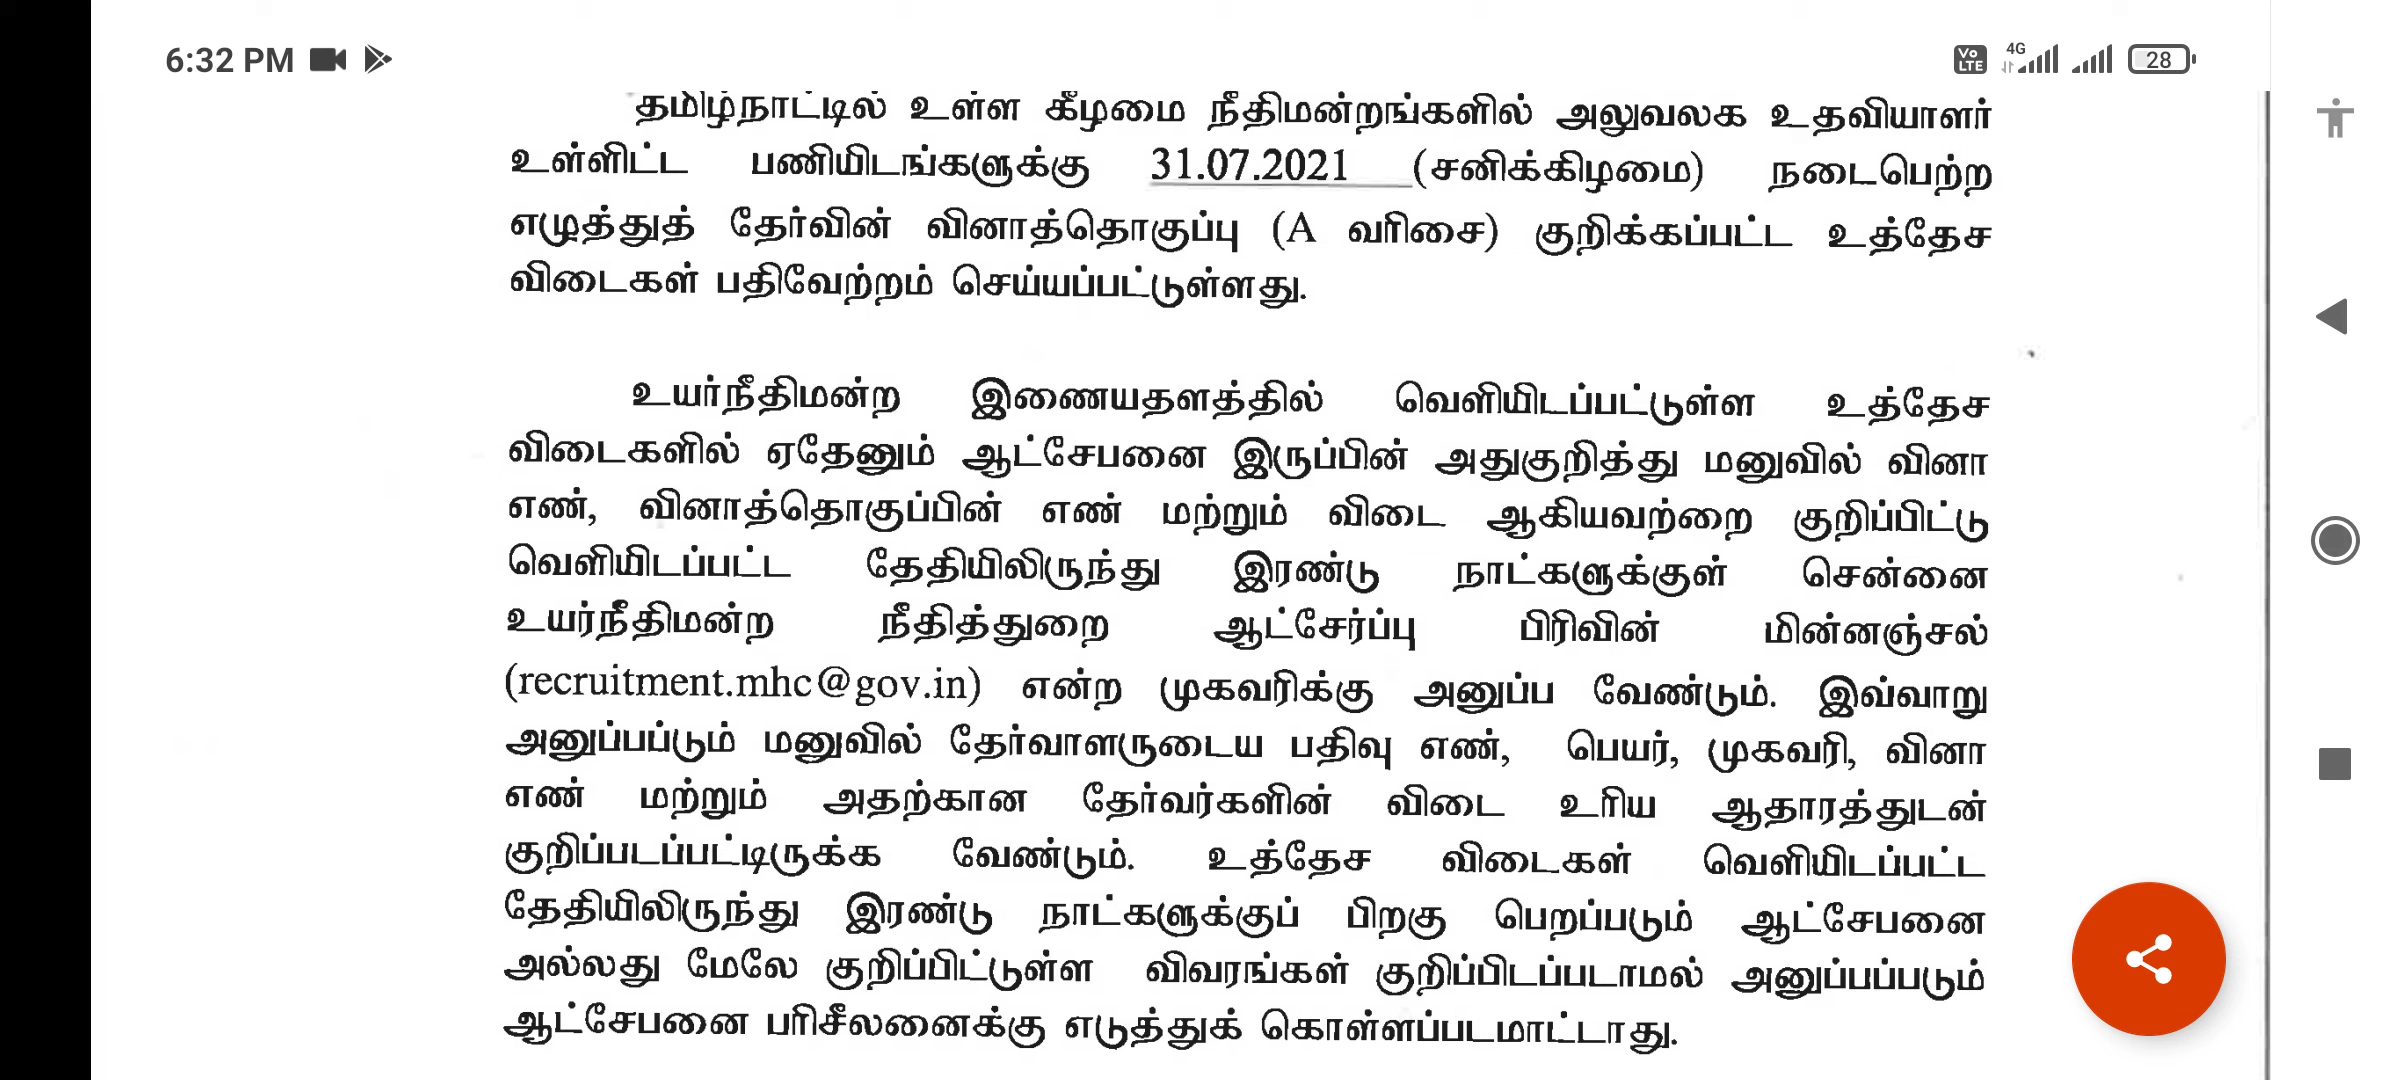 6:32 PM
Vo LTE 4G 28
தமிழ்நாட்டில் உள்ள கீழமை நீதிமன்றங்களில் அலுவலக உதவியாளர்
உள்ளிட்ட பணியிடங்களுக்கு 31.07.2021 (சனிக்கிழமை) நடைபெற்ற
எழுத்துத் தேர்வின் வினாத்தொகுப்பு (A வரிசை) குறிக்கப்பட்ட உத்தேச
விடைகள் பதிவேற்றம் செய்யப்பட்டுள்ளது.
உயர்நீதிமன்ற இணையதளத்தில் வெளியிடப்பட்டுள்ள உத்தேச
விடைகளில் ஏதேனும் ஆட்சேபனை இருப்பின் அதுகுறித்து மனுவில் வினா
எண், வினாத்தொகுப்பின் எண் மற்றும் விடை ஆகியவற்றை குறிப்பிட்டு
வெளியிடப்பட்ட தேதியிலிருந்து இரண்டு நாட்களுக்குள் சென்னை
உயர்நீதிமன்ற நீதித்துறை ஆட்சேர்ப்பு பிரிவின் மின்னஞ்சல்
(recruitment.mhc@gov.in) என்ற முகவரிக்கு அனுப்ப வேண்டும். இவ்வாறு
அனுப்பப்படும் மனுவில் தேர்வாளருடைய பதிவு எண், பெயர், முகவரி, வினா
எண் மற்றும் அதற்கான தேர்வர்களின் விடை உரிய ஆதாரத்துடன்
குறிப்படப்பட்டிருக்க வேண்டும். உத்தேச விடைகள் வெளியிடப்பட்ட
தேதியிலிருந்து இரண்டு நாட்களுக்குப் பிறகு பெறப்படும் ஆட்சேபனை
அல்லது மேலே குறிப்பிட்டுள்ள விவரங்கள் குறிப்பிடப்படாமல் அனுப்பப்படும்
ஆட்சேபனை பரிசீலனைக்கு எடுத்துக் கொள்ளப்படமாட்டாது.